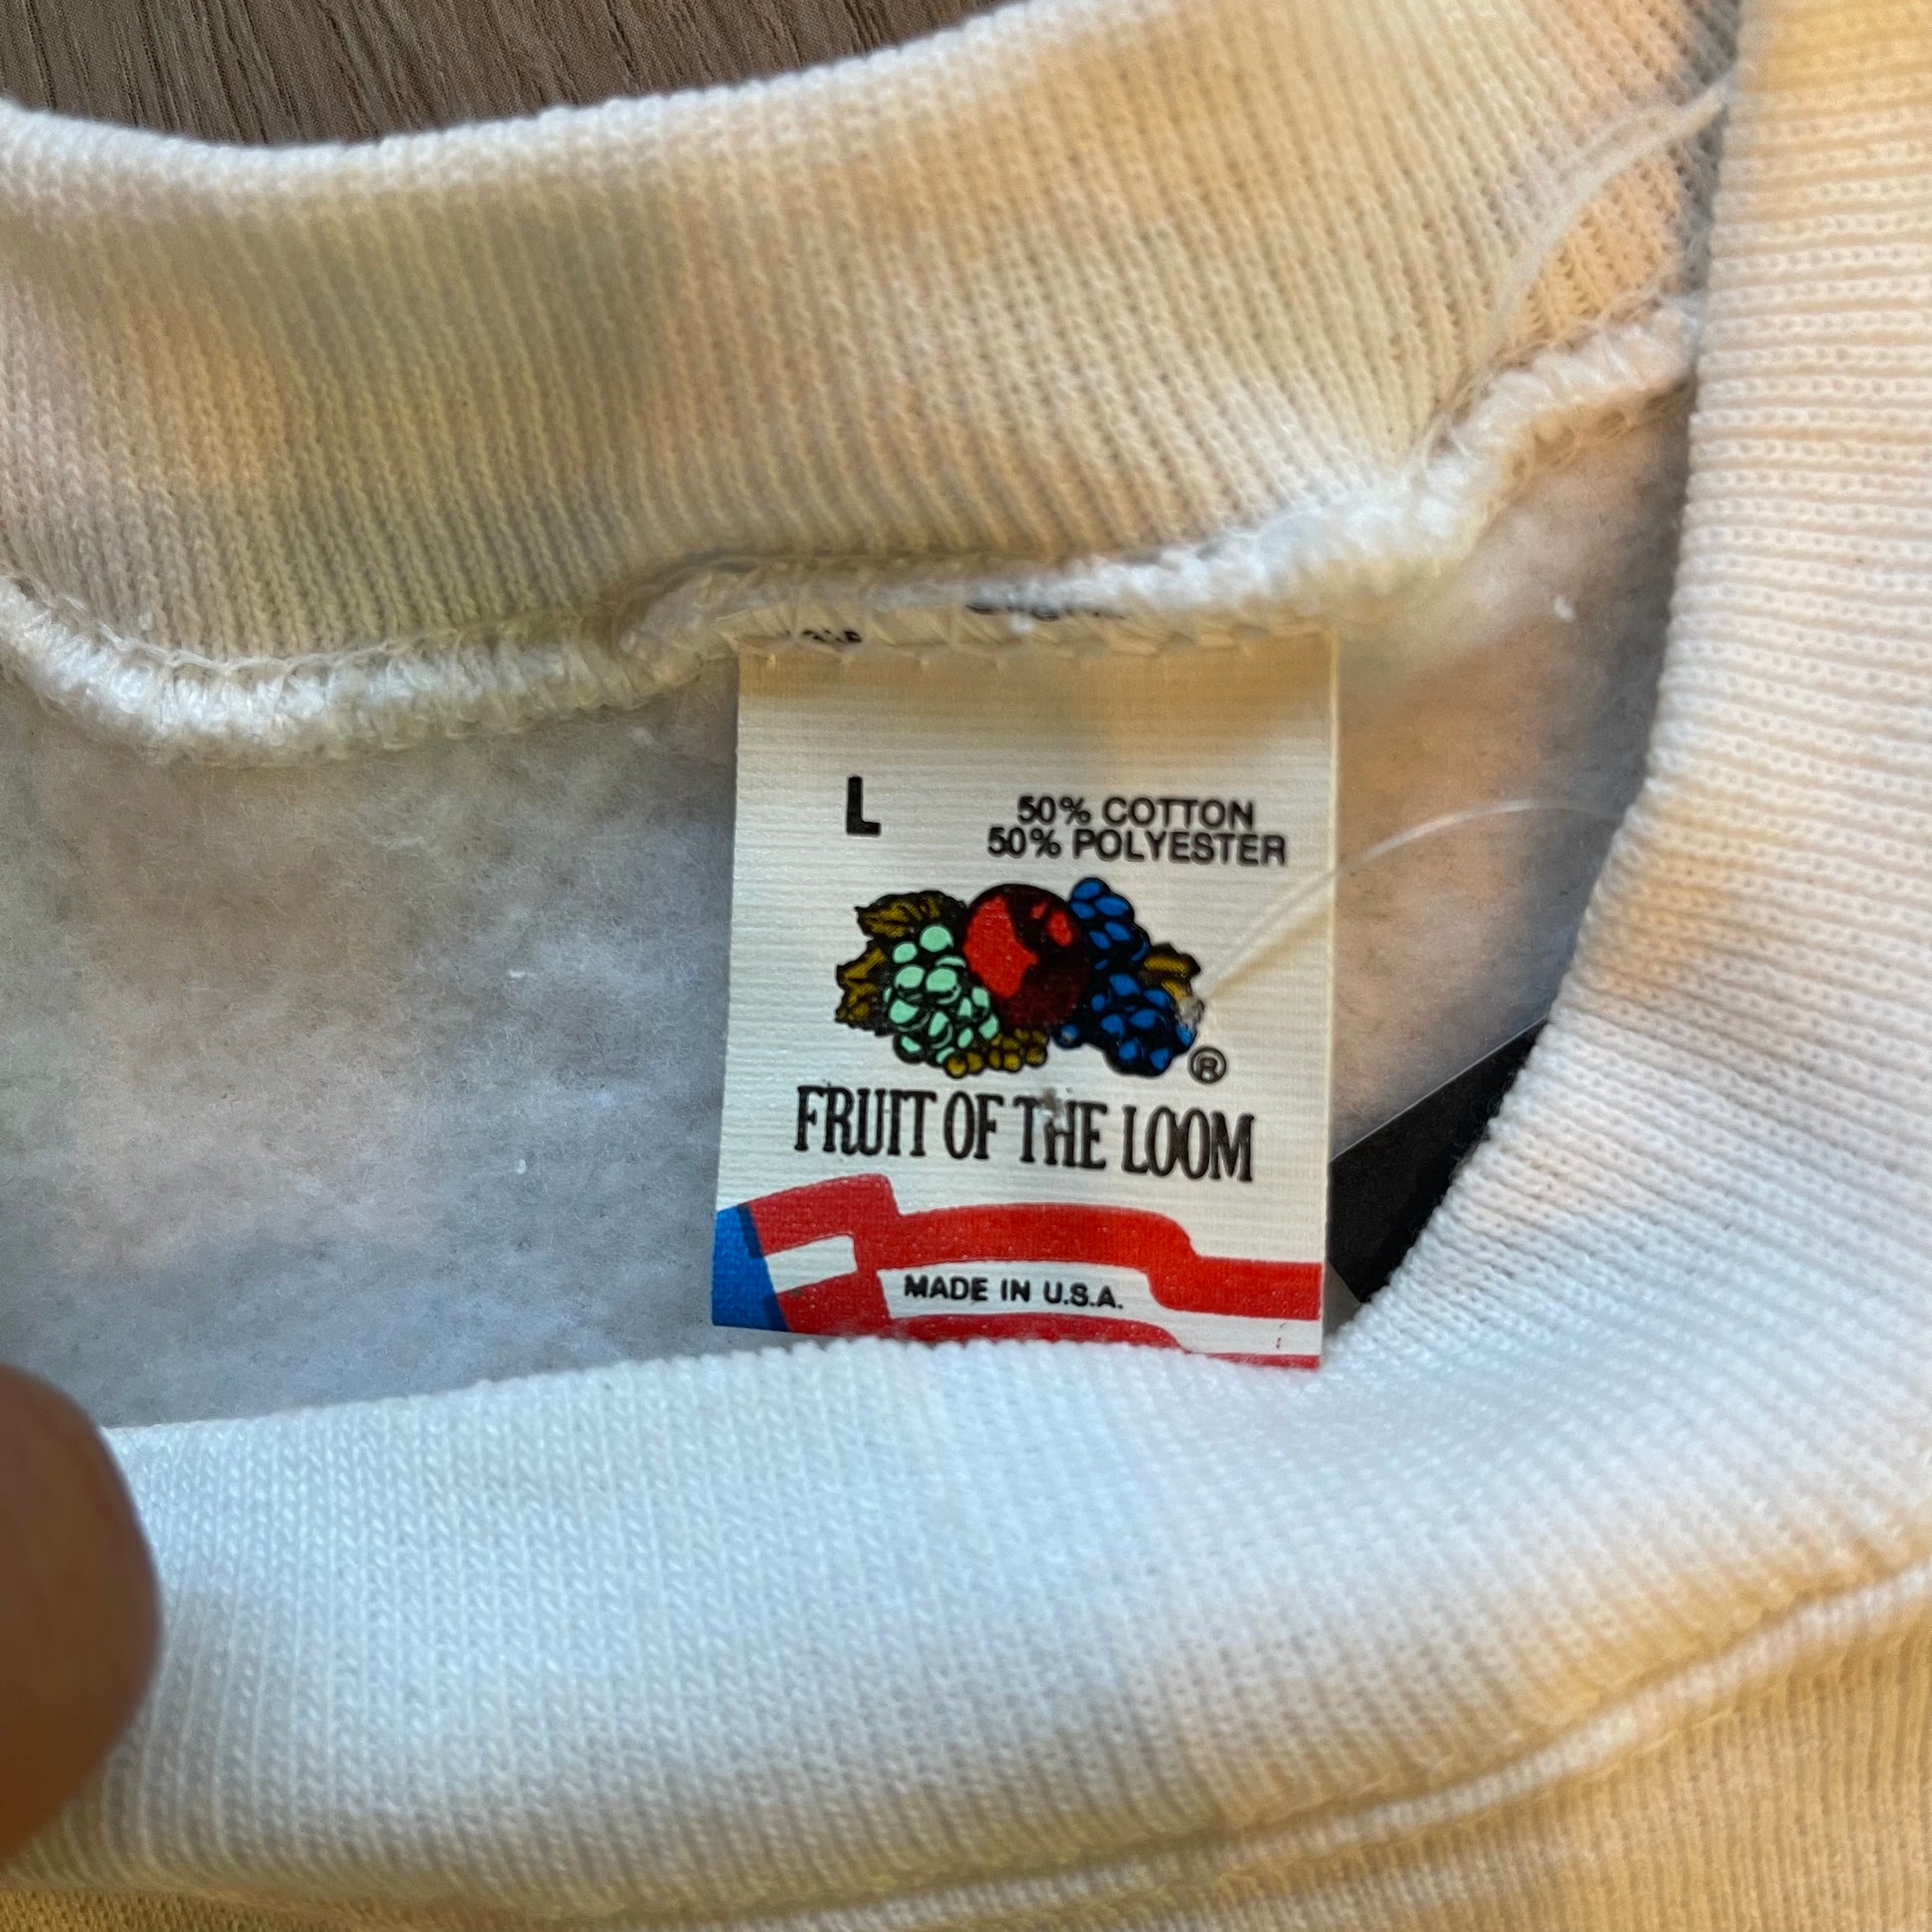 L
50% COTTON
50% POLYESTER
®
FRUIT OF THE LOOM
MADE IN U.S.A.